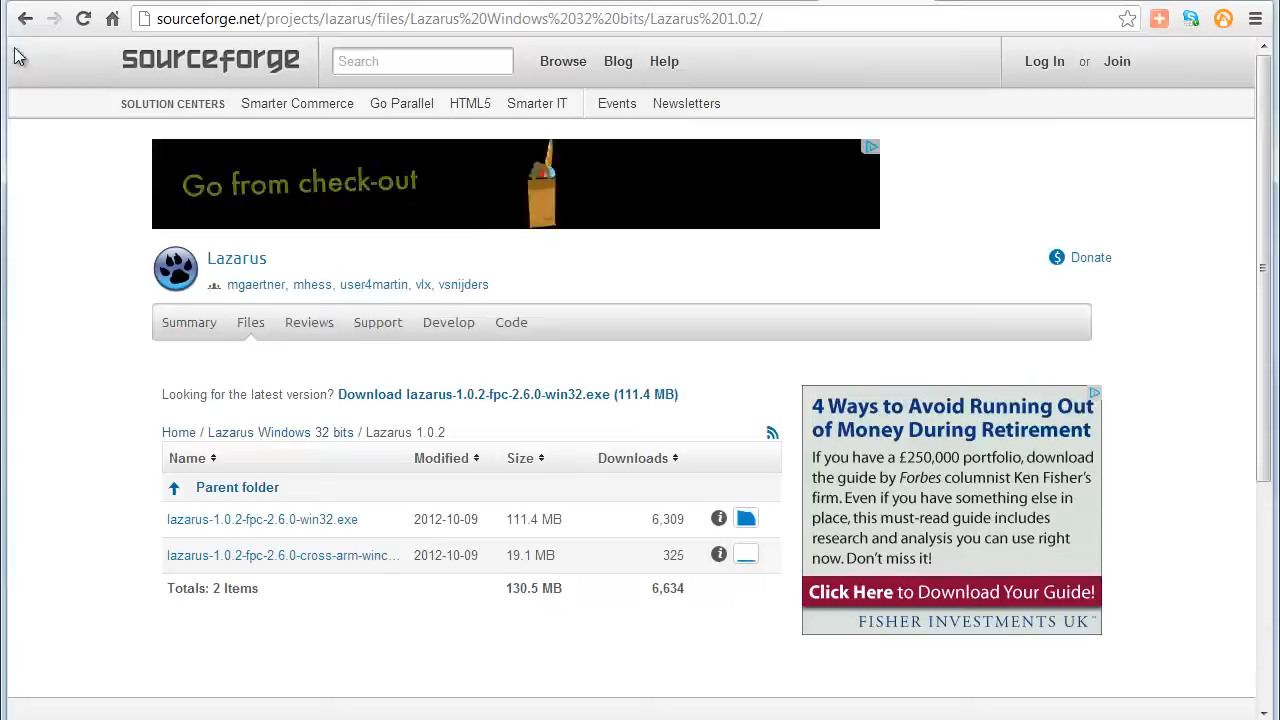 sourceforge.net/projects/lazarus/files/Lazarus%20Windows%2032%20bits/Lazarus%201.0.2/
sourceforge
Search
Browse Blog Help
Log In or Join
SOLUTION CENTERS Smarter Commerce Go Parallel HTML5 Smarter IT Events Newsletters
Go from check-out
Lazarus
Donate
mgaertner, mhess, user4martin, vlx, vsnijders
Summary Files Reviews Support Develop Code
Looking for the latest version? Download lazarus-1.0.2-fpc-2.6.0-win32.exe (111.4 MB)
Home / Lazarus Windows 32 bits / Lazarus 1.0.2
Name Modified Size Downloads
Parent folder
lazarus-1.0.2-fpc-2.6.0-win32.exe 2012-10-09 111.4 MB 6,309
lazarus-1.0.2-fpc-2.6.0-cross-arm-winc... 2012-10-09 19.1 MB 325
Totals: 2 Items 130.5 MB 6,634
4 Ways to Avoid Running Out
of Money During Retirement
If you have a £250,000 portfolio, download
the guide by Forbes columnist Ken Fisher's
firm. Even if you have something else in
place, this must-read guide includes
research and analysis you can use right
now. Don't miss it!
Click Here to Download Your Guide!
FISHER INVESTMENTS UK™